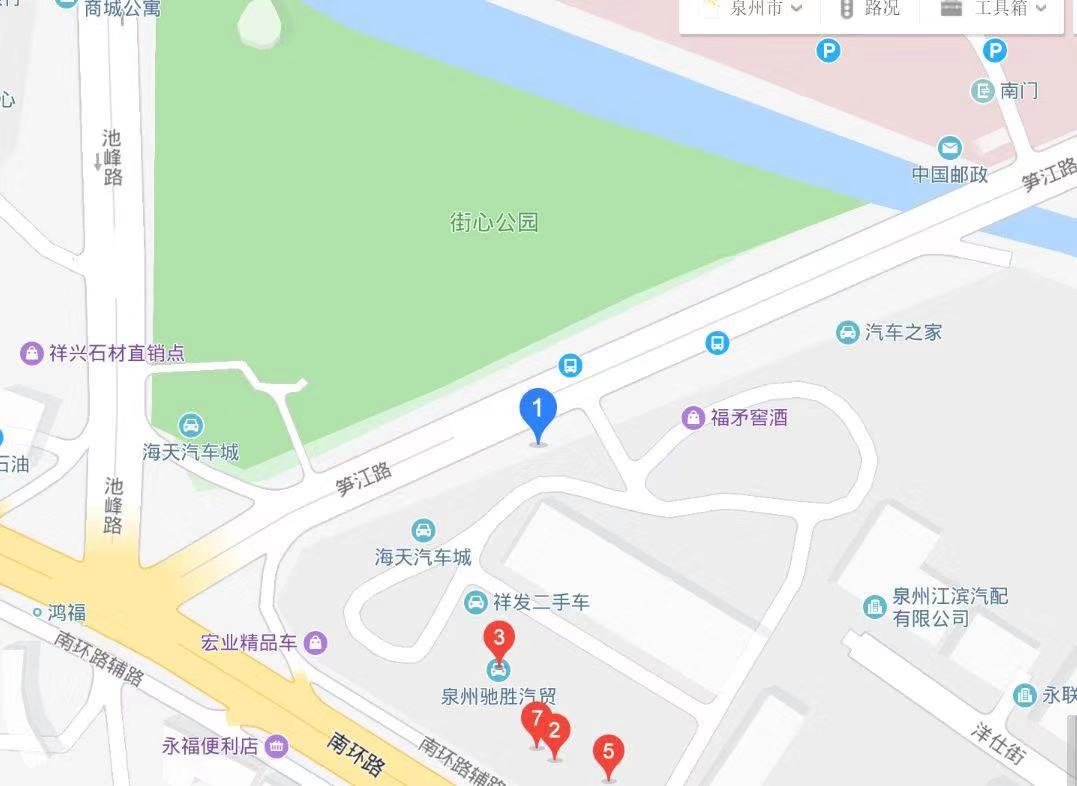 商城公寓
泉州市
路况
工具箱
P
P
南门
心
池峰路
中国邮政
笋江路
街心公园
祥兴石材直销点
汽车之家
1
福矛窖酒
海天汽车城
石油
笋江路
池峰路
海天汽车城
祥发二手车
泉州江滨汽配
有限公司
鸿福
宏业精品车
3
南环路辅路
泉州驰胜汽贸
永联
7
2
5
洋仕街
永福便利店
南环路
南环路辅路